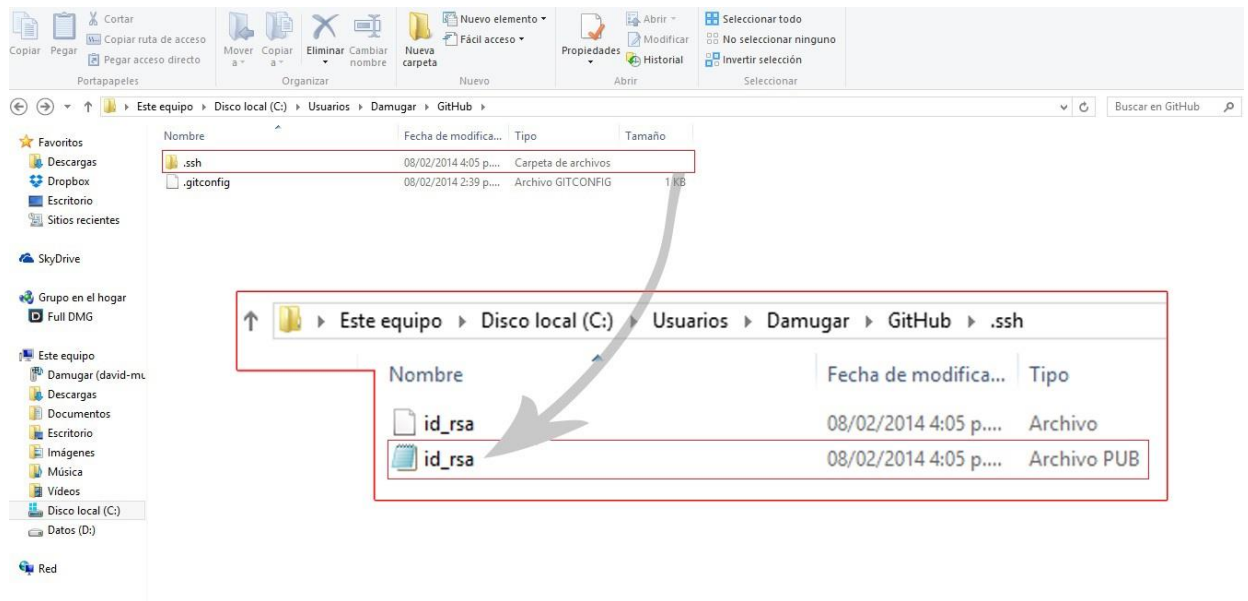 Copiar
Pegar
Cortar
Copiar ruta de acceso
Pegar acceso directo
Portapapeles
Mover a
Copiar a
Eliminar
Cambiar nombre
Organizar
Nueva carpeta
Nuevo elemento
Fácil acceso
Nuevo
Propiedades
Abrir
Modificar
Historial
Abrir
Seleccionar todo
No seleccionar ninguno
Invertir selección
Seleccionar
Este equipo Disco local (C:) Usuarios Damugar GitHub
Buscar en GitHub
Favoritos
Descargas
Dropbox
Escritorio
Sitios recientes
SkyDrive
Grupo en el hogar
Full DMG
Este equipo
Damugar (david-mu
Descargas
Documentos
Escritorio
Imágenes
Música
Vídeos
Disco local (C:)
Datos (D:)
Red
Nombre Fecha de modifica... Tipo Tamaño
.ssh 08/02/2014 4:05 p.... Carpeta de archivos
.gitconfig 08/02/2014 2:39 p.... Archivo GITCONFIG 1 KB
Este equipo Disco local (C:) Usuarios Damugar GitHub .ssh
Nombre Fecha de modifica... Tipo
id_rsa 08/02/2014 4:05 p.... Archivo
id_rsa 08/02/2014 4:05 p.... Archivo PUB